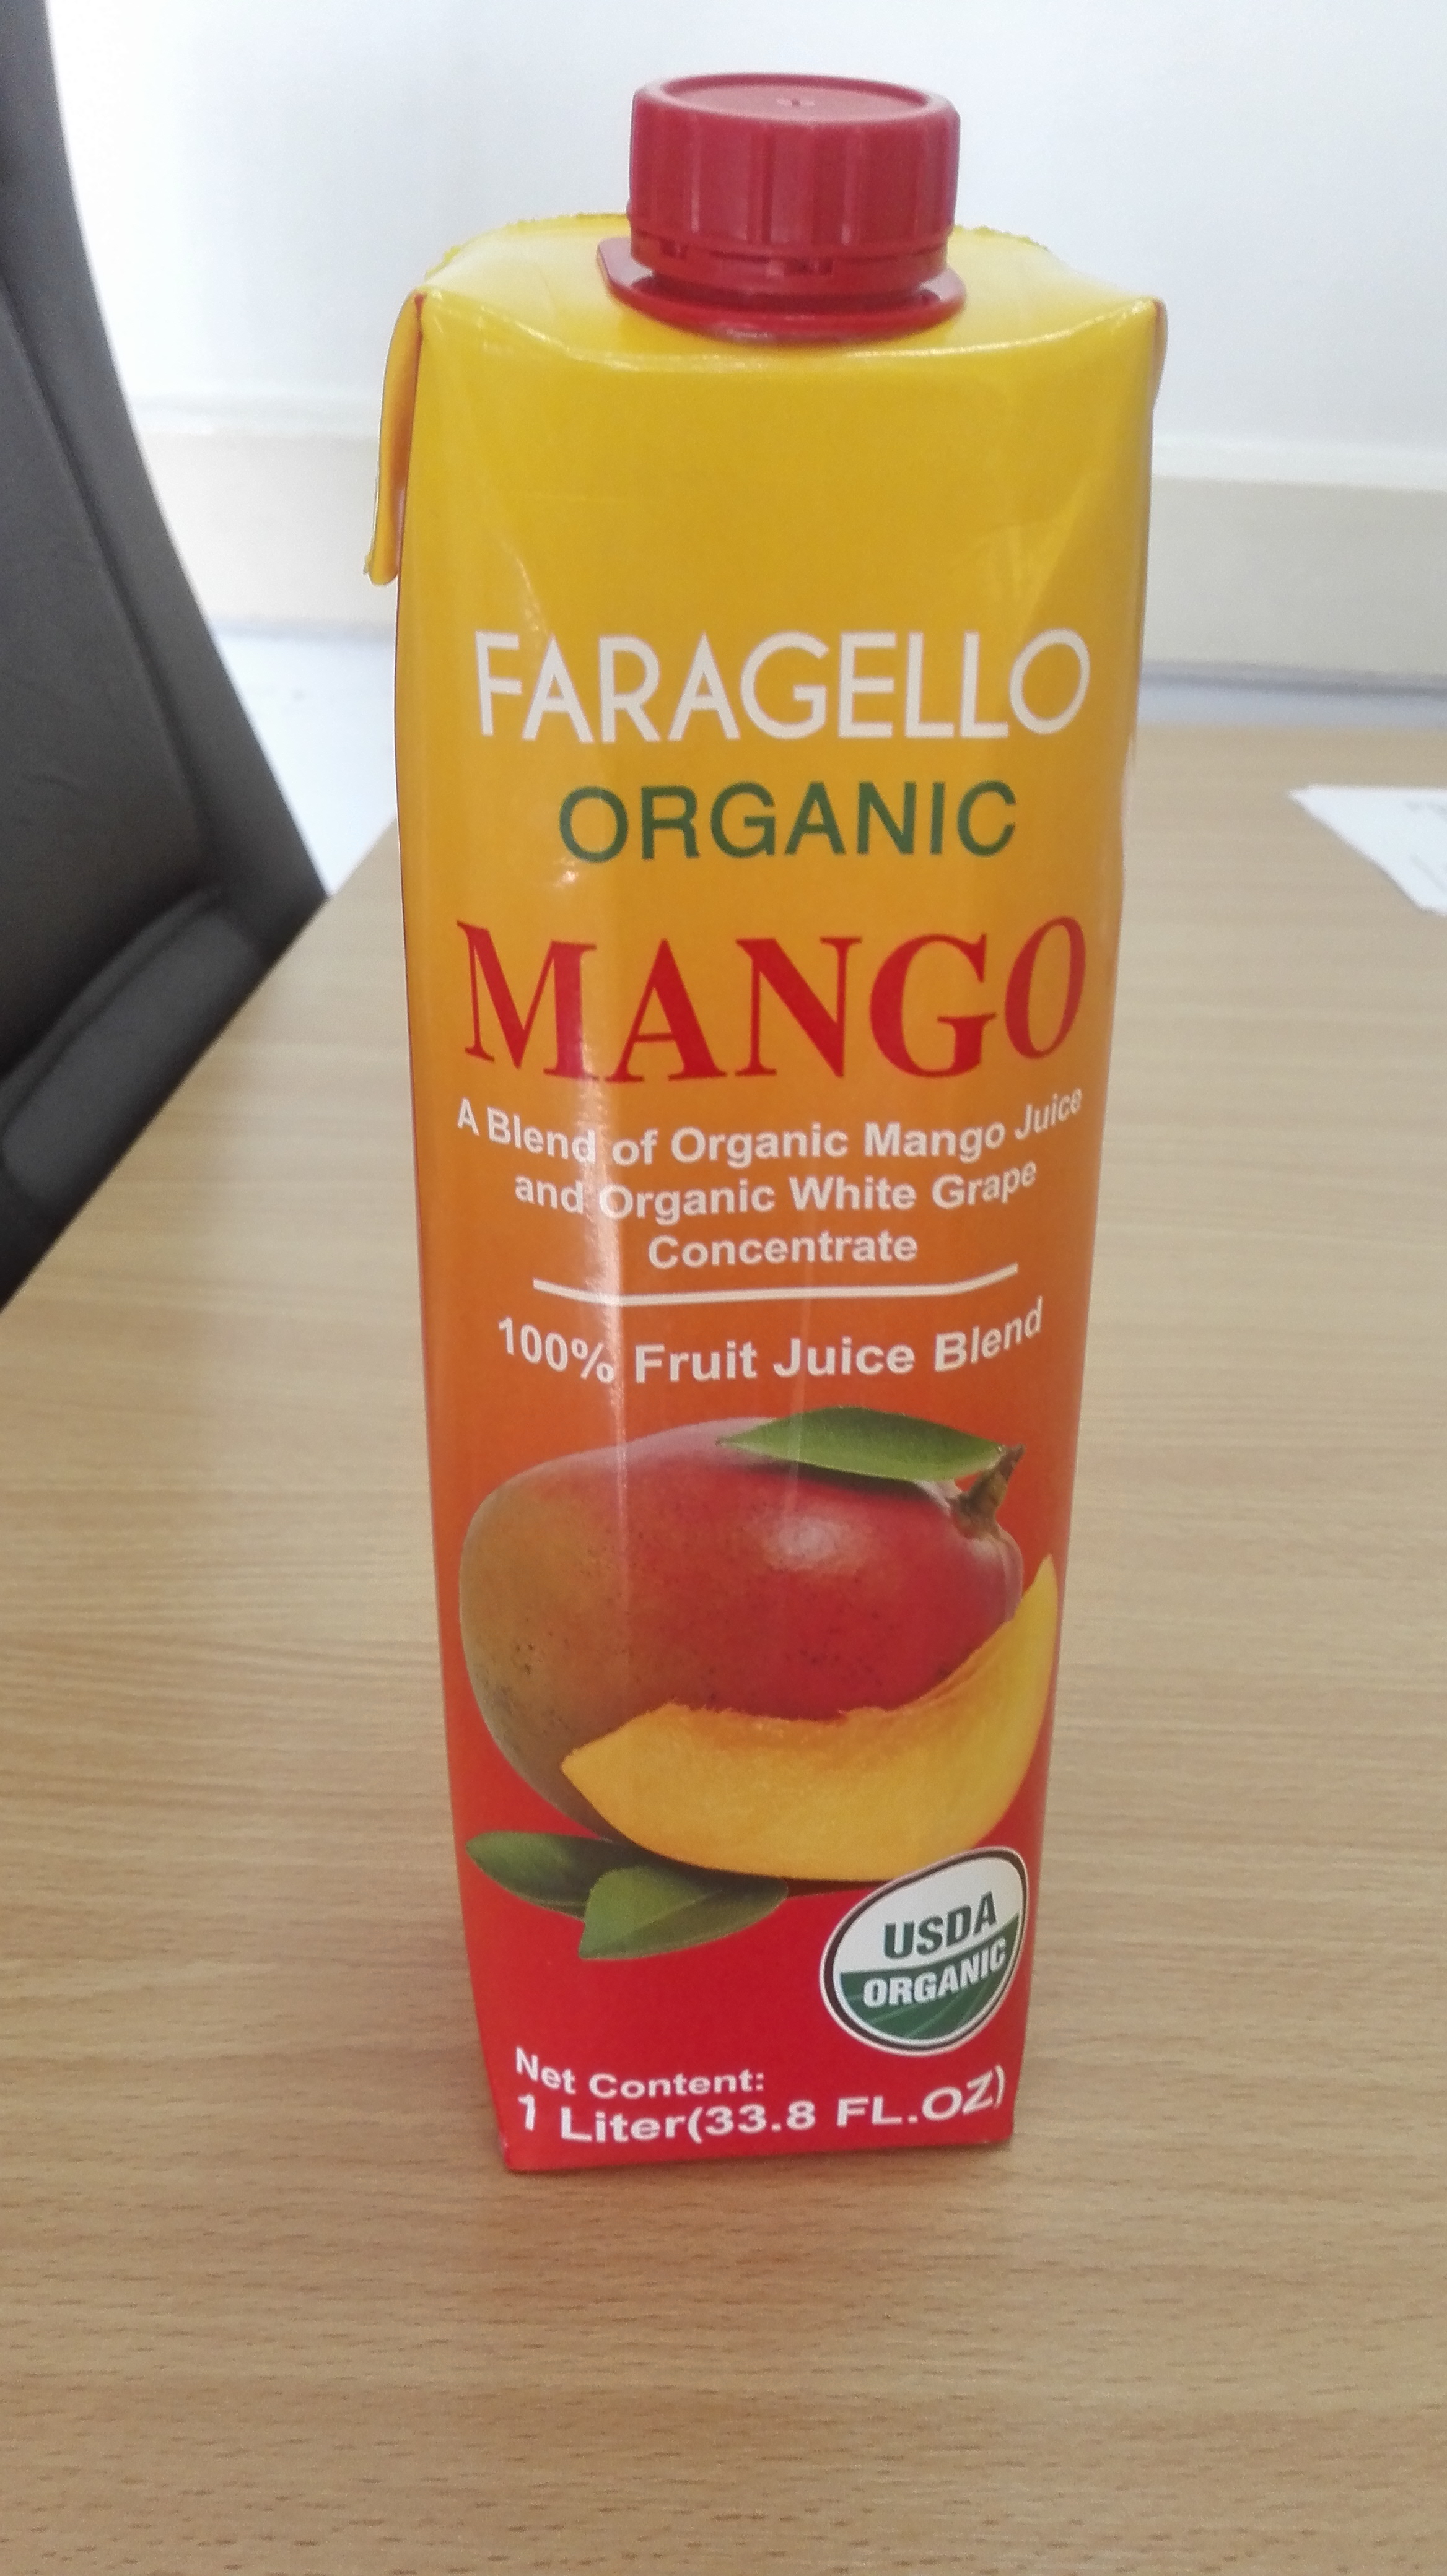 FARAGELLO
ORGANIC
MANGO
A Blend of Organic Mango Juice
and Organic White Grape
Concentrate
100% Fruit Juice Blend
USDA
ORGANIC
Net Content:
1 Liter(33.8 FL.OZ)